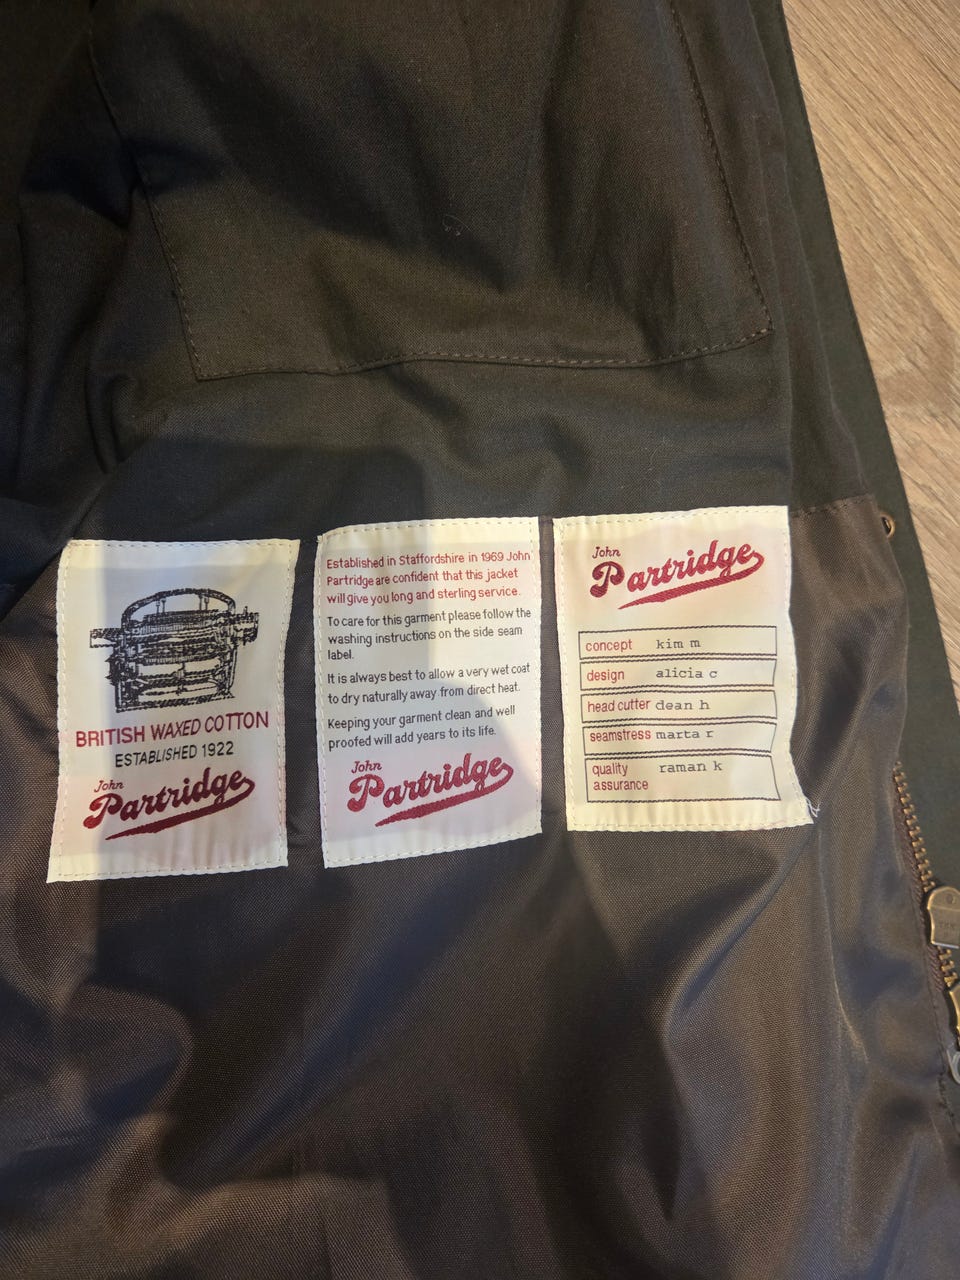 BRITISH WAXED COTTON
ESTABLISHED 1922
John
Partridge
Established in Staffordshire in 1969 John
Partridge are confident that this jacket
will give you long and sterling service.
To care for this garment please follow the
washing instructions on the side seam
label.
It is always best to allow a very wet coat
to dry naturally away from direct heat.
Keeping your garment clean and well
proofed will add years to its life.
John
Partridge
John
Partridge
concept kim m
design alicia c
head cutter dean h
seamstress marta r
quality raman k
assurance